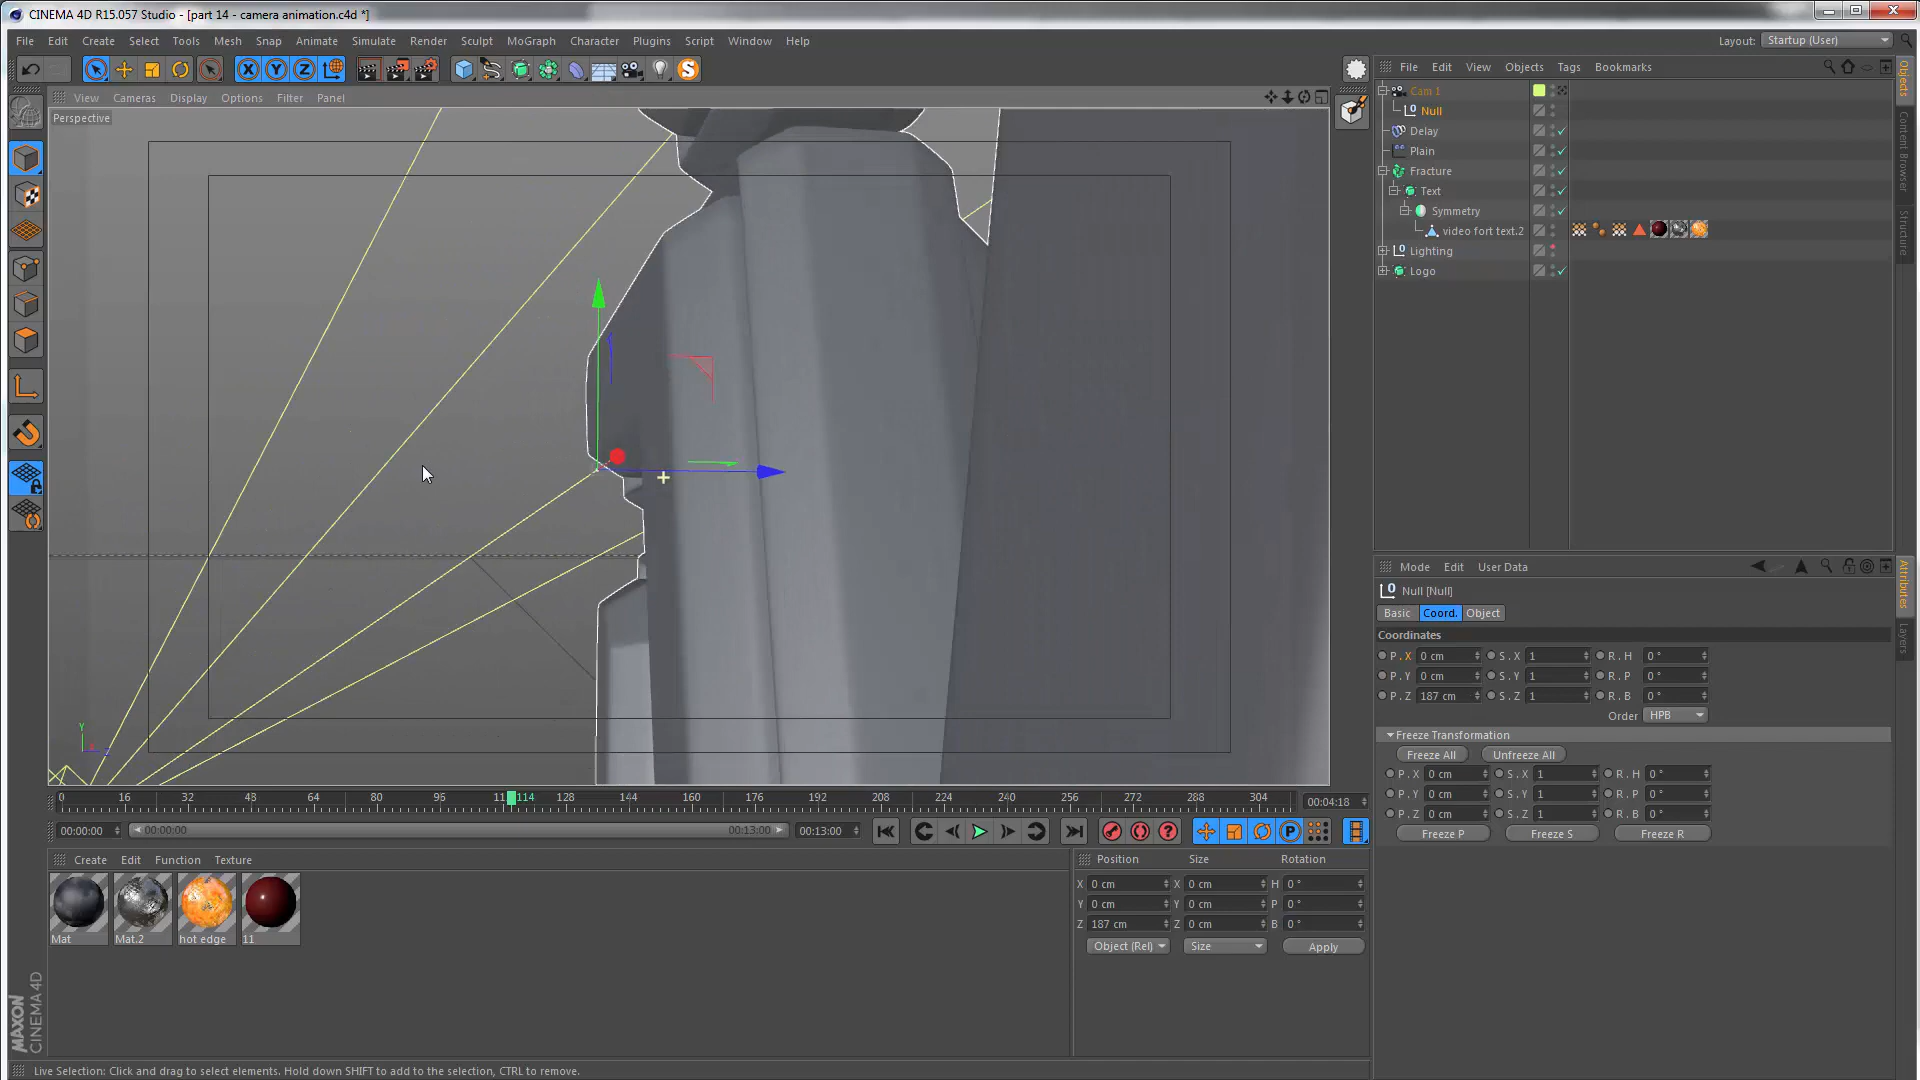 CINEMA 4D R15.057 Studio - [part 14 - camera animation.c4d *]
File Edit Create Select Tools Mesh Snap Animate Simulate Render Sculpt MoGraph Character Plugins Script Window Help
Layout: Startup (User)
X Y Z
S
File Edit View Objects Tags Bookmarks
View Cameras Display Options Filter Panel
Perspective
Cam 1
Null
Delay
Plain
Fracture
Text
Symmetry
video fort text.2
Lighting
Logo
Objects
Content Browser
Structure
Y
Z
Mode Edit User Data
Null [Null]
Basic Coord. Object
Coordinates
P . X 0 cm S . X 1 R . H 0 °
P . Y 0 cm S . Y 1 R . P 0 °
P . Z 187 cm S . Z 1 R . B 0 °
Order HPB
Freeze Transformation
Freeze All Unfreeze All
P . X 0 cm S . X 1 R . H 0 °
P . Y 0 cm S . Y 1 R . P 0 °
P . Z 0 cm S . Z 1 R . B 0 °
Freeze P Freeze S Freeze R
Attributes
Layers
0 16 32 48 64 80 95 11 114 128 144 160 176 192 208 224 240 256 272 288 304 00:04:18
00:00:00 00:00:00 00:13:00 00:13:00
P
Create Edit Function Texture
Mat Mat.2 hot edge 11
Position Size Rotation
X 0 cm X 0 cm H 0 °
Y 0 cm Y 0 cm P 0 °
Z 187 cm Z 0 cm B 0 °
Object (Rel) Size Apply
MAXON
CINEMA 4D
Live Selection: Click and drag to select elements. Hold down SHIFT to add to the selection, CTRL to remove.